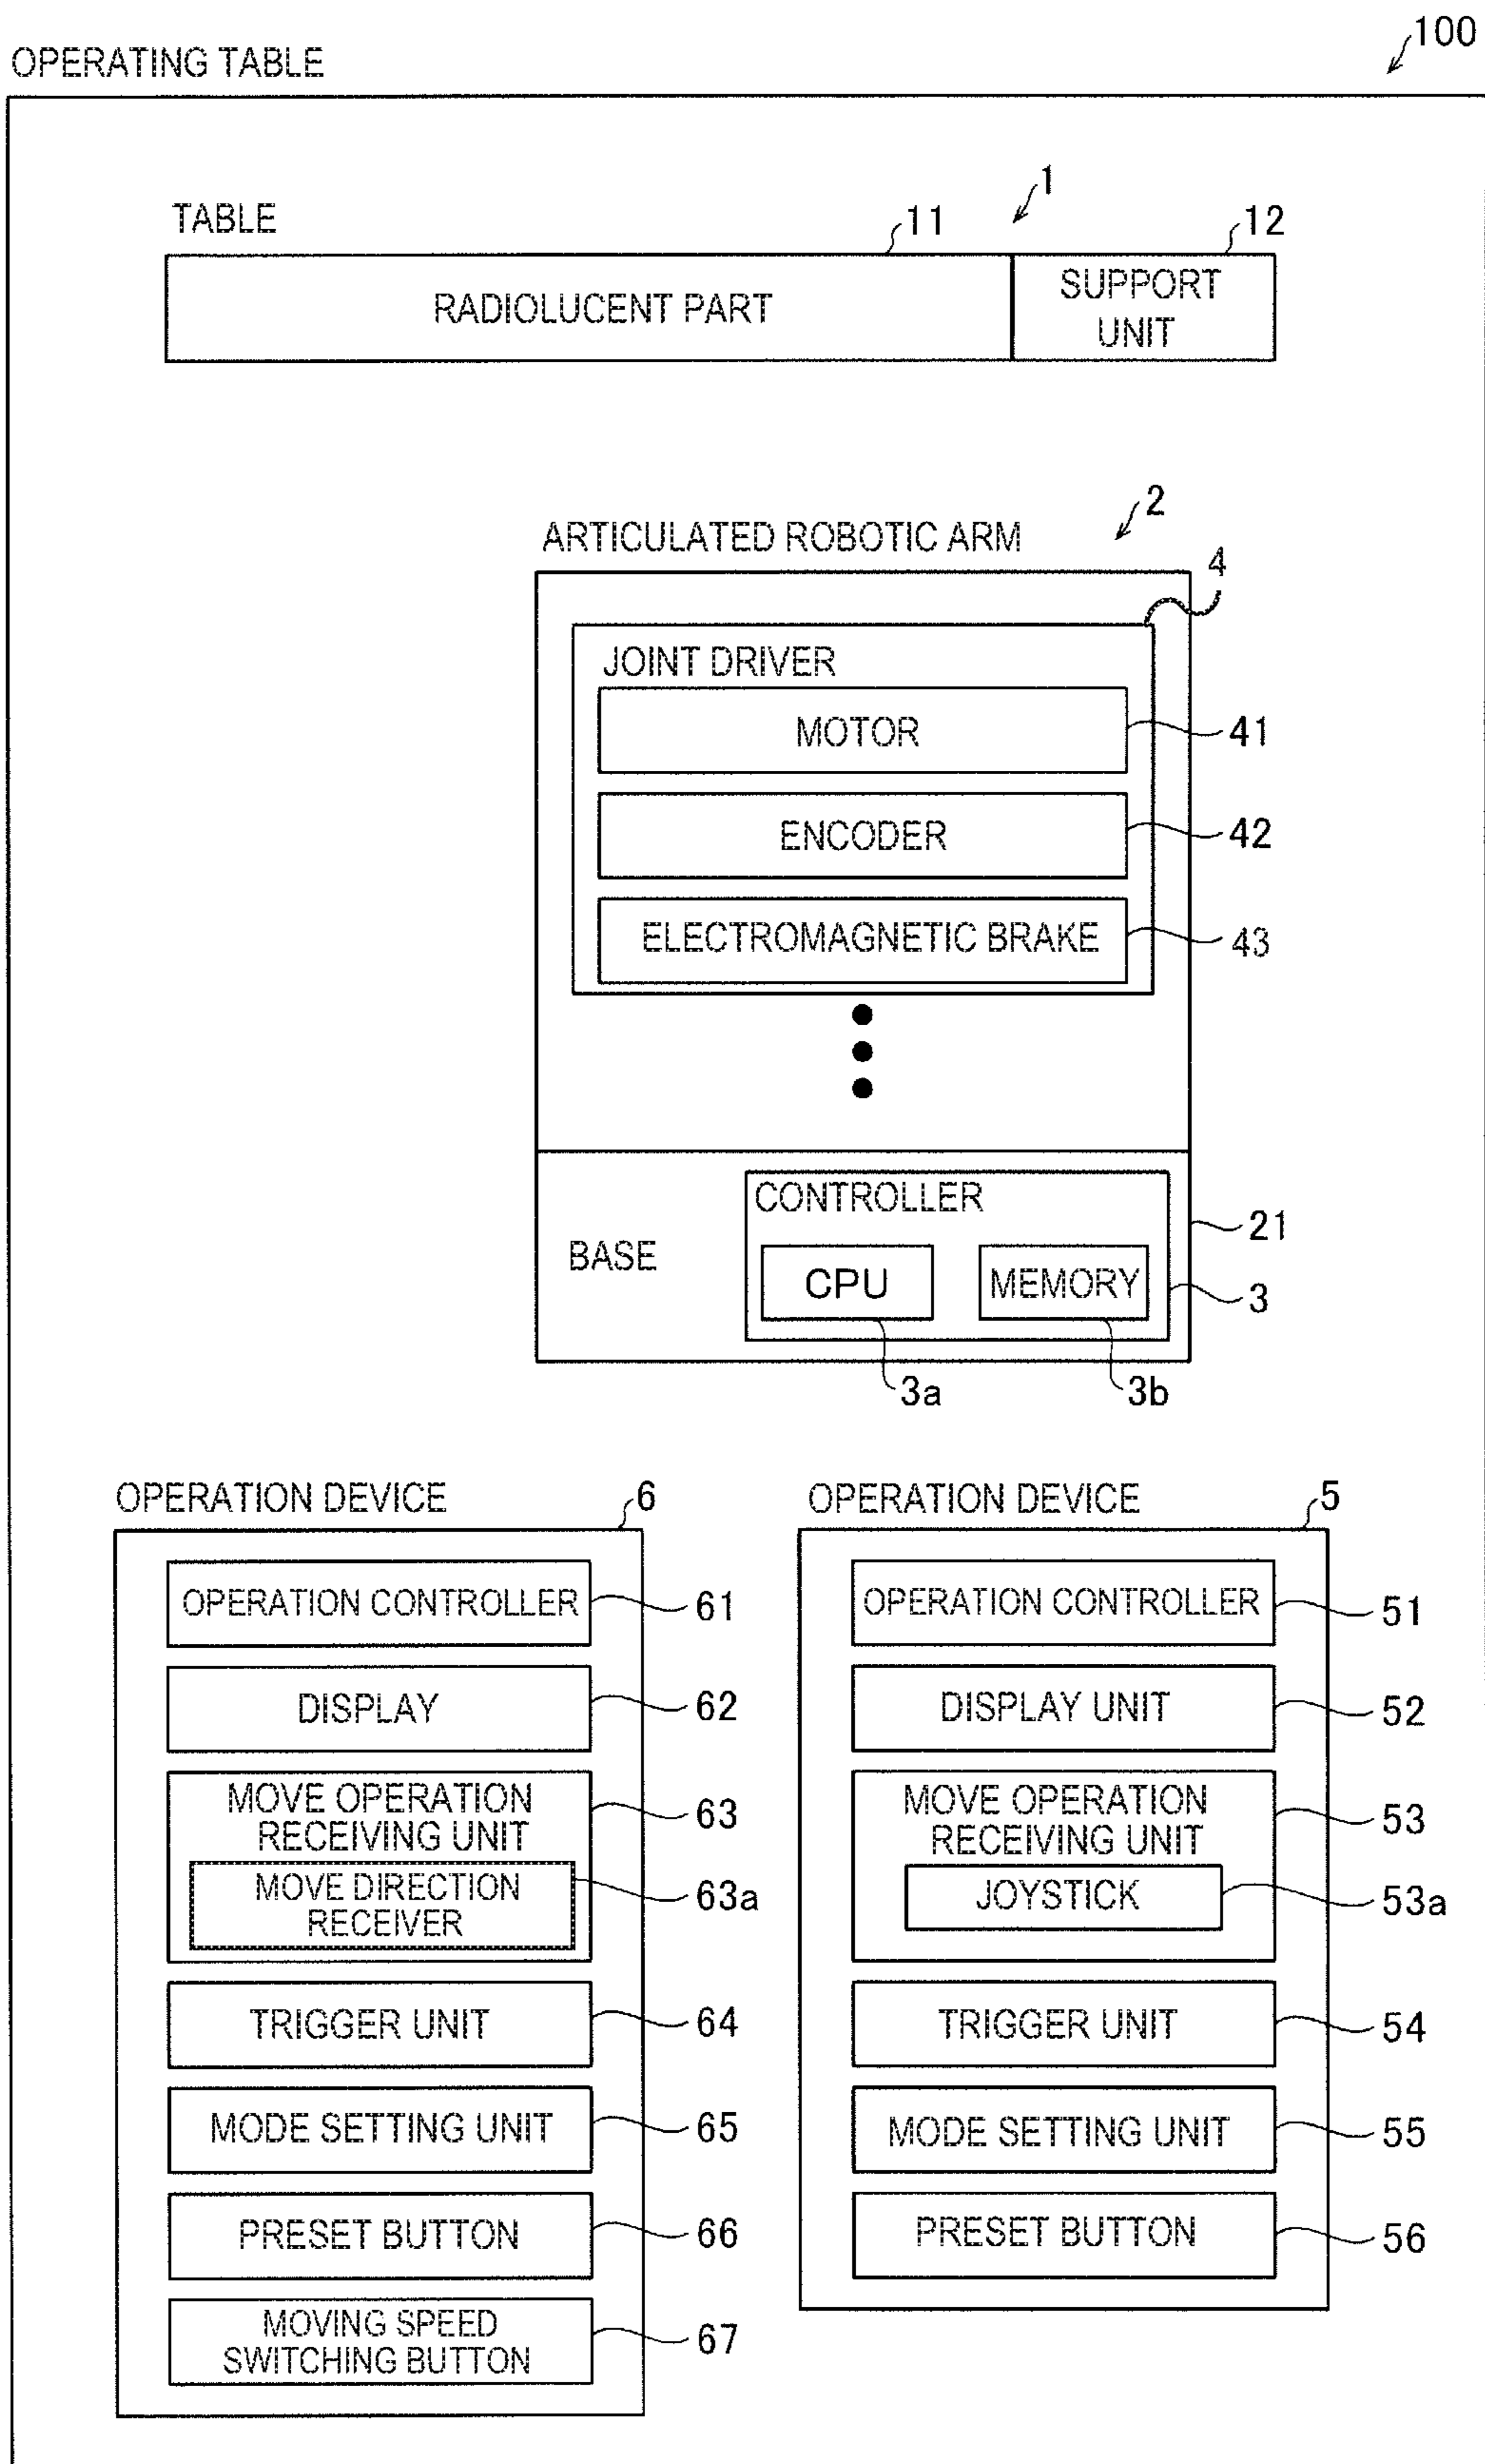 100
OPERATING TABLE
1
TABLE
11
12
RADIOLUCENT PART
SUPPORT
UNIT
2
ARTICULATED ROBOTIC ARM
4
JOINT DRIVER
MOTOR
41
ENCODER
42
ELECTROMAGNETIC BRAKE
43
CONTROLLER
21
BASE
CPU
MEMORY
3
3a
3b
OPERATION DEVICE
6
OPERATION CONTROLLER
61
DISPLAY
62
MOVE OPERATION
RECEIVING UNIT
63
MOVE DIRECTION
RECEIVER
63a
TRIGGER UNIT
64
MODE SETTING UNIT
65
PRESET BUTTON
66
MOVING SPEED
SWITCHING BUTTON
67
OPERATION DEVICE
5
OPERATION CONTROLLER
51
DISPLAY UNIT
52
MOVE OPERATION
RECEIVING UNIT
53
JOYSTICK
53a
TRIGGER UNIT
54
MODE SETTING UNIT
55
PRESET BUTTON
56